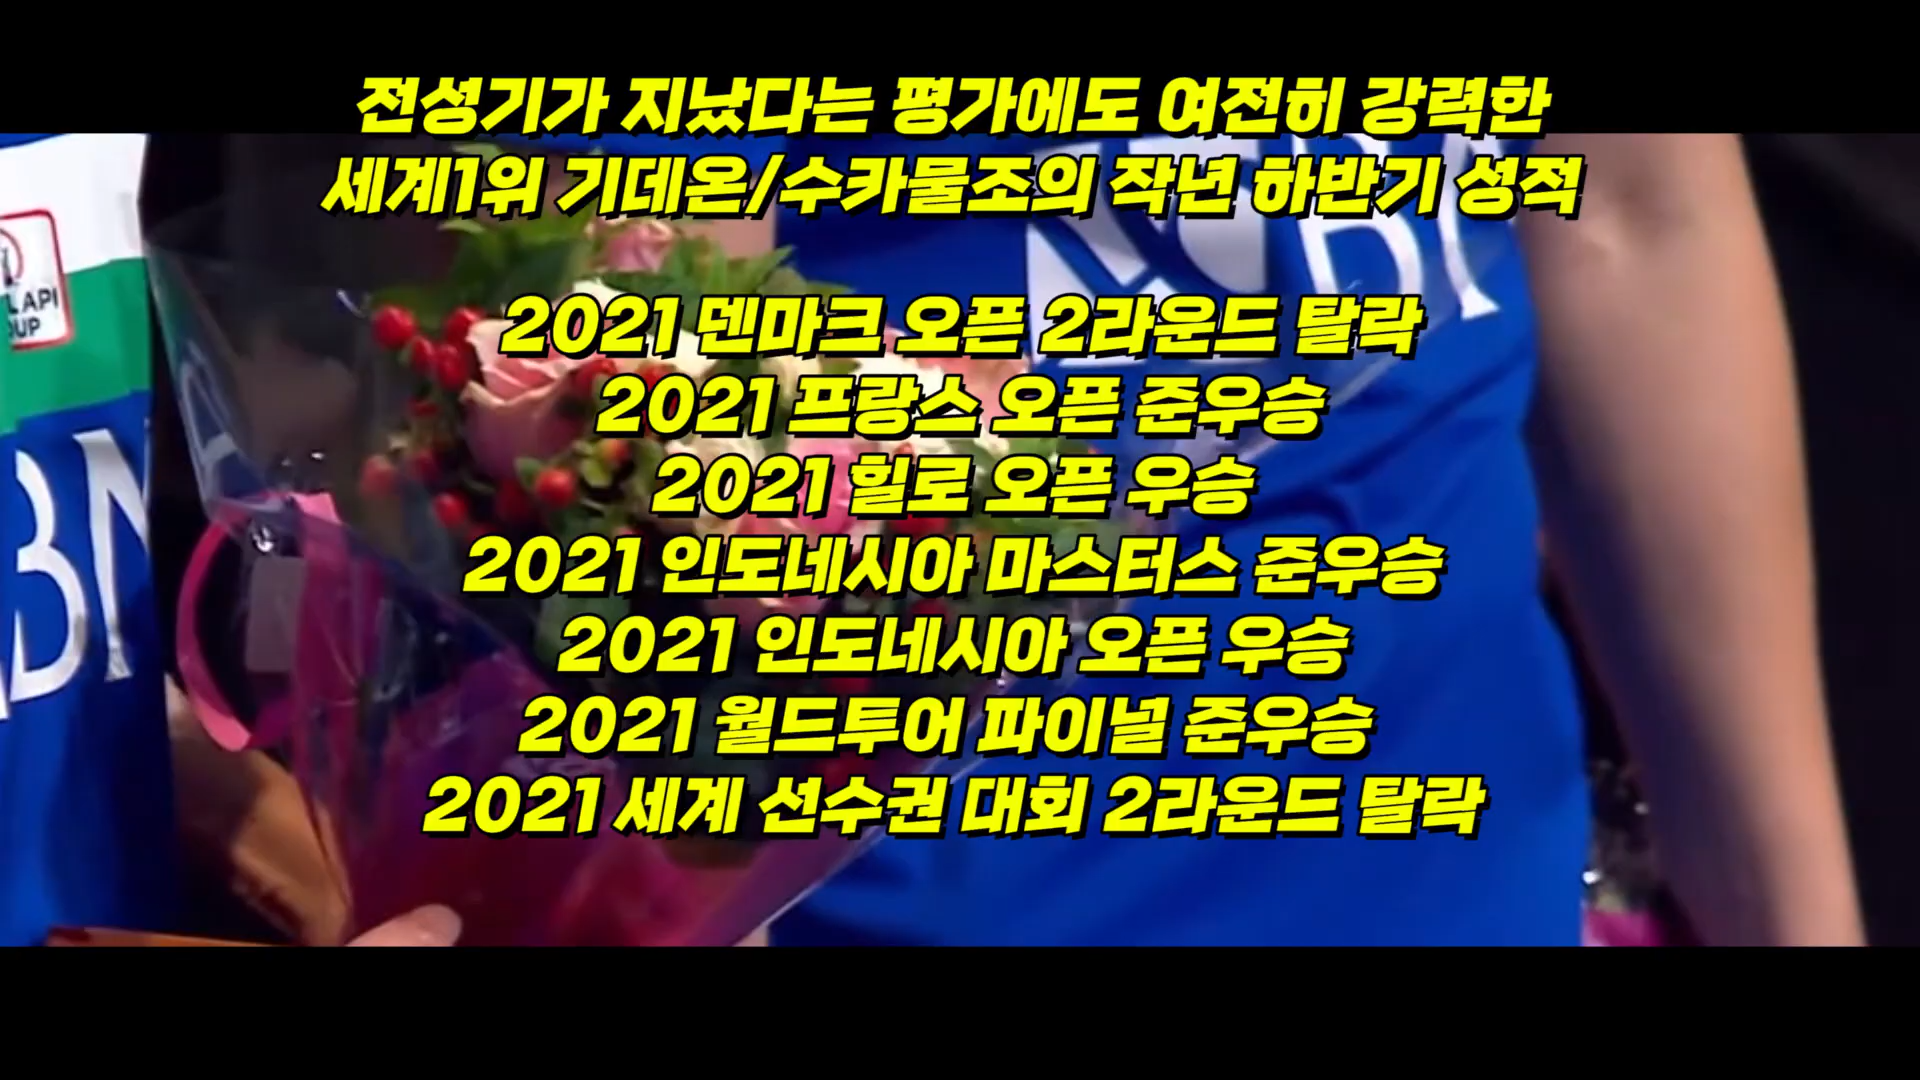 전성기가 지났다는 평가에도 여전히 강력한
세계1위 기데온/수카물조의 작년 하반기 성적
2021 덴마크 오픈 2라운드 탈락
2021 프랑스 오픈 준우승
2021 힐로 오픈 우승
2021 인도네시아 마스터스 준우승
2021 인도네시아 오픈 우승
2021 월드투어 파이널 준우승
2021 세계 선수권 대회 2라운드 탈락
L API
OUP
BN
BN